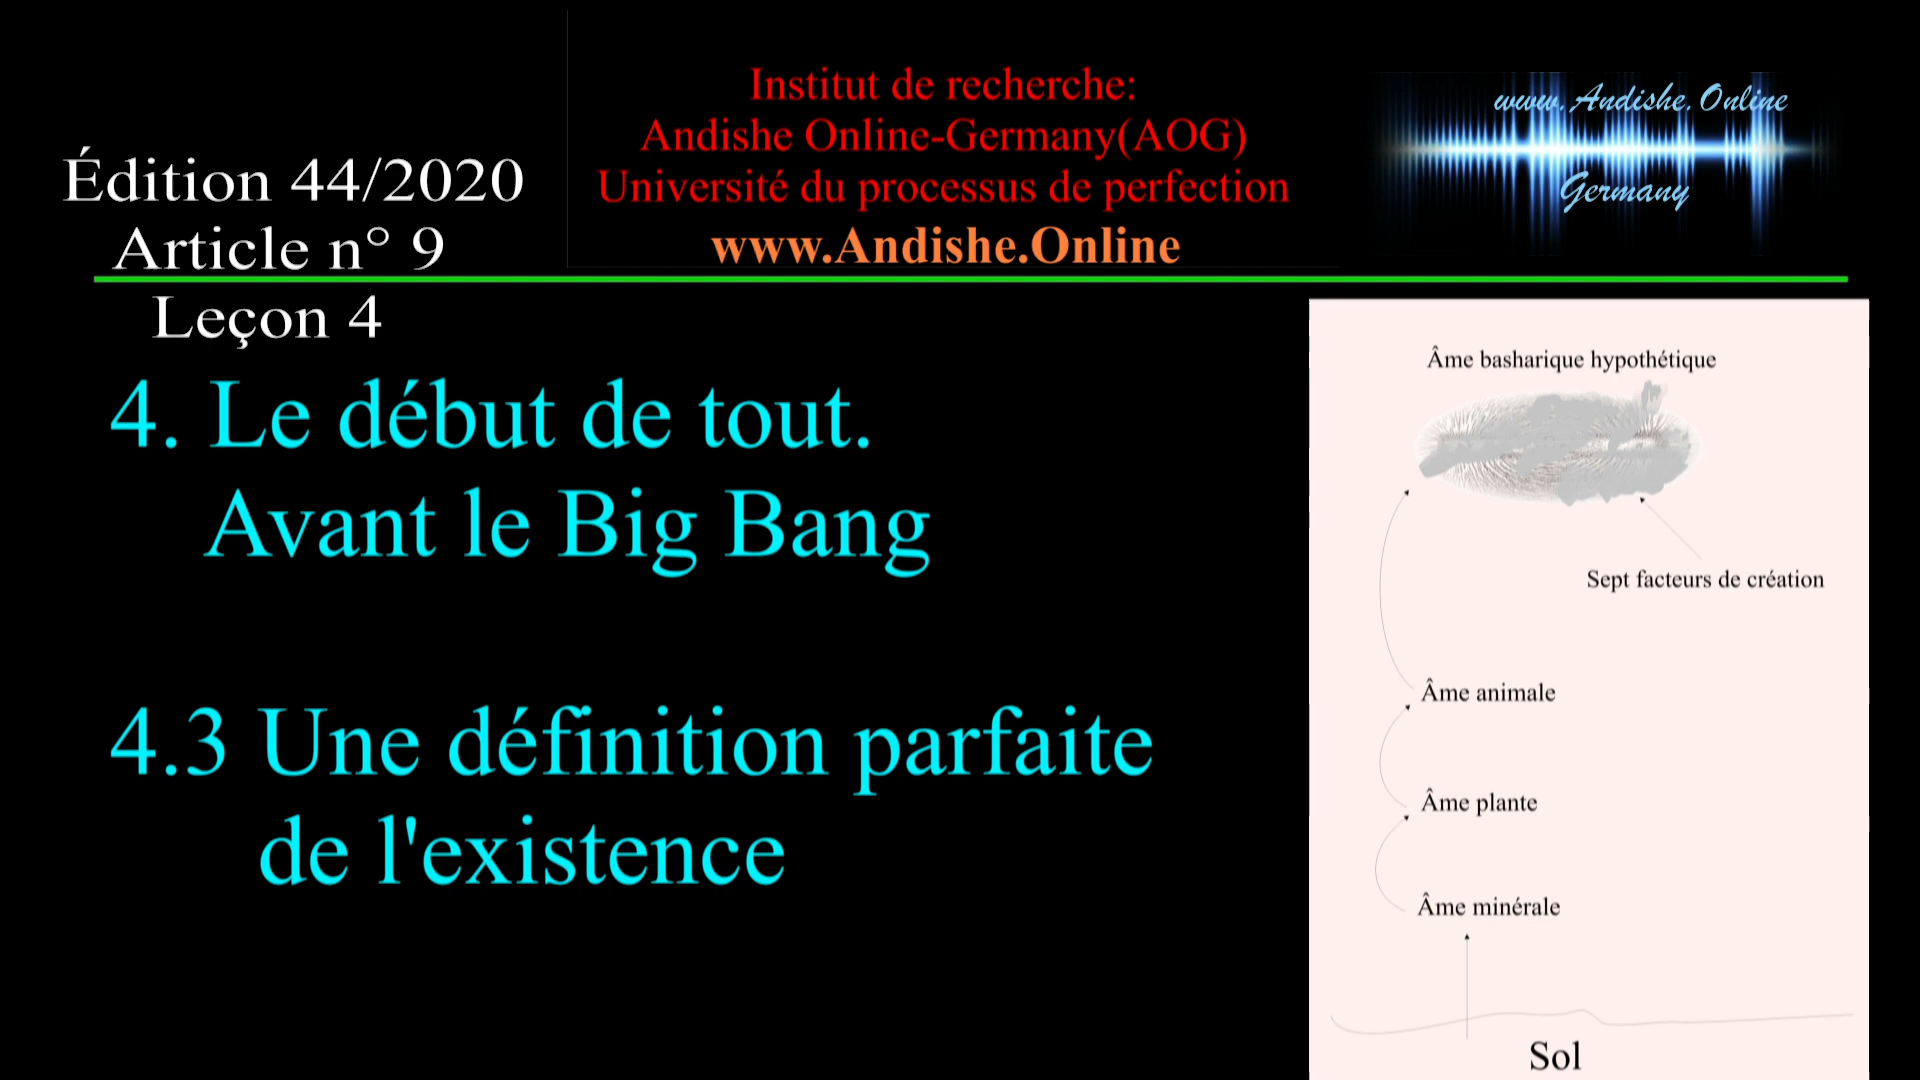 Édition 44/2020
Article n° 9
Leçon 4
Institut de recherche:
Andishe Online-Germany(AOG)
Université du processus de perfection
www.Andishe.Online
www.Andishe.Online
Germany
4. Le début de tout.
Avant le Big Bang
4.3 Une définition parfaite
de l'existence
Âme basharique hypothétique
Sept facteurs de création
Âme animale
Âme plante
Âme minérale
Sol